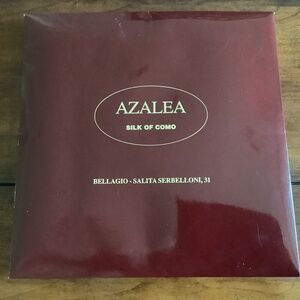 AZALEA
SILK OF COMO
BELLAGIO - SALITA SERBELLONI, 31